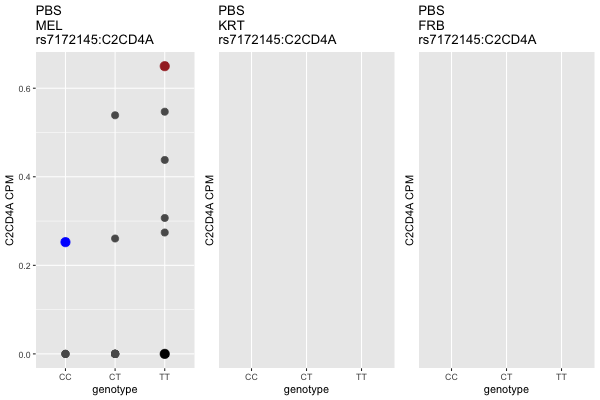 PBS
MEL
rs7172145:C2CD4A
PBS
KRT
rs7172145:C2CD4A
PBS
FRB
rs7172145:C2CD4A
C2CD4A CPM
0.6
0.4
0.2
0.0
CC CT TT
genotype
C2CD4A CPM
CC CT TT
genotype
C2CD4A CPM
CC CT TT
genotype